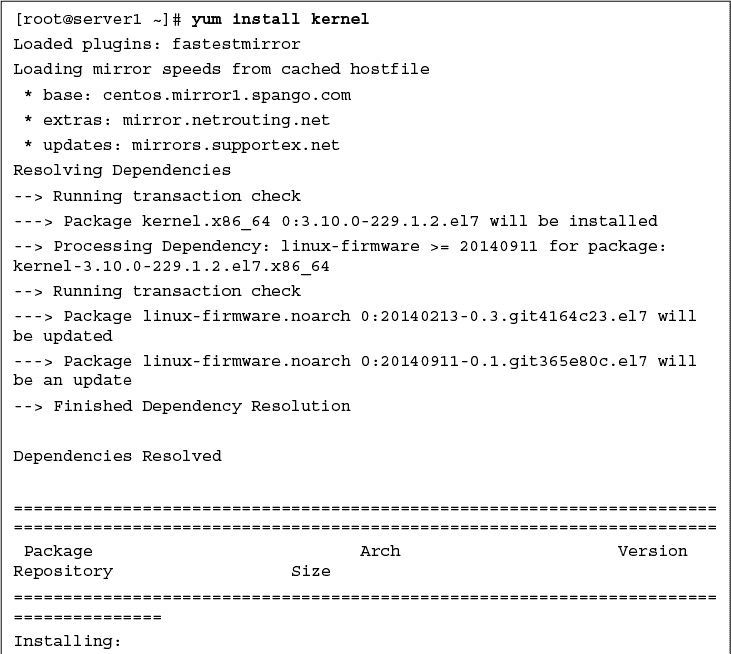 [root@server1 ~]# yum install kernel
Loaded plugins: fastestmirror
Loading mirror speeds from cached hostfile
 * base: centos.mirror1.spango.com
 * extras: mirror.netrouting.net
 * updates: mirrors.supportex.net
Resolving Dependencies
--> Running transaction check
---> Package kernel.x86_64 0:3.10.0-229.1.2.el7 will be installed
--> Processing Dependency: linux-firmware >= 20140911 for package:
kernel-3.10.0-229.1.2.el7.x86_64
--> Running transaction check
---> Package linux-firmware.noarch 0:20140213-0.3.git4164c23.el7 will
be updated
---> Package linux-firmware.noarch 0:20140911-0.1.git365e80c.el7 will
be an update
--> Finished Dependency Resolution

Dependencies Resolved

=======================================================================
=======================================================================
 Package                           Arch                      Version
Repository                  Size
=======================================================================
===============
Installing: